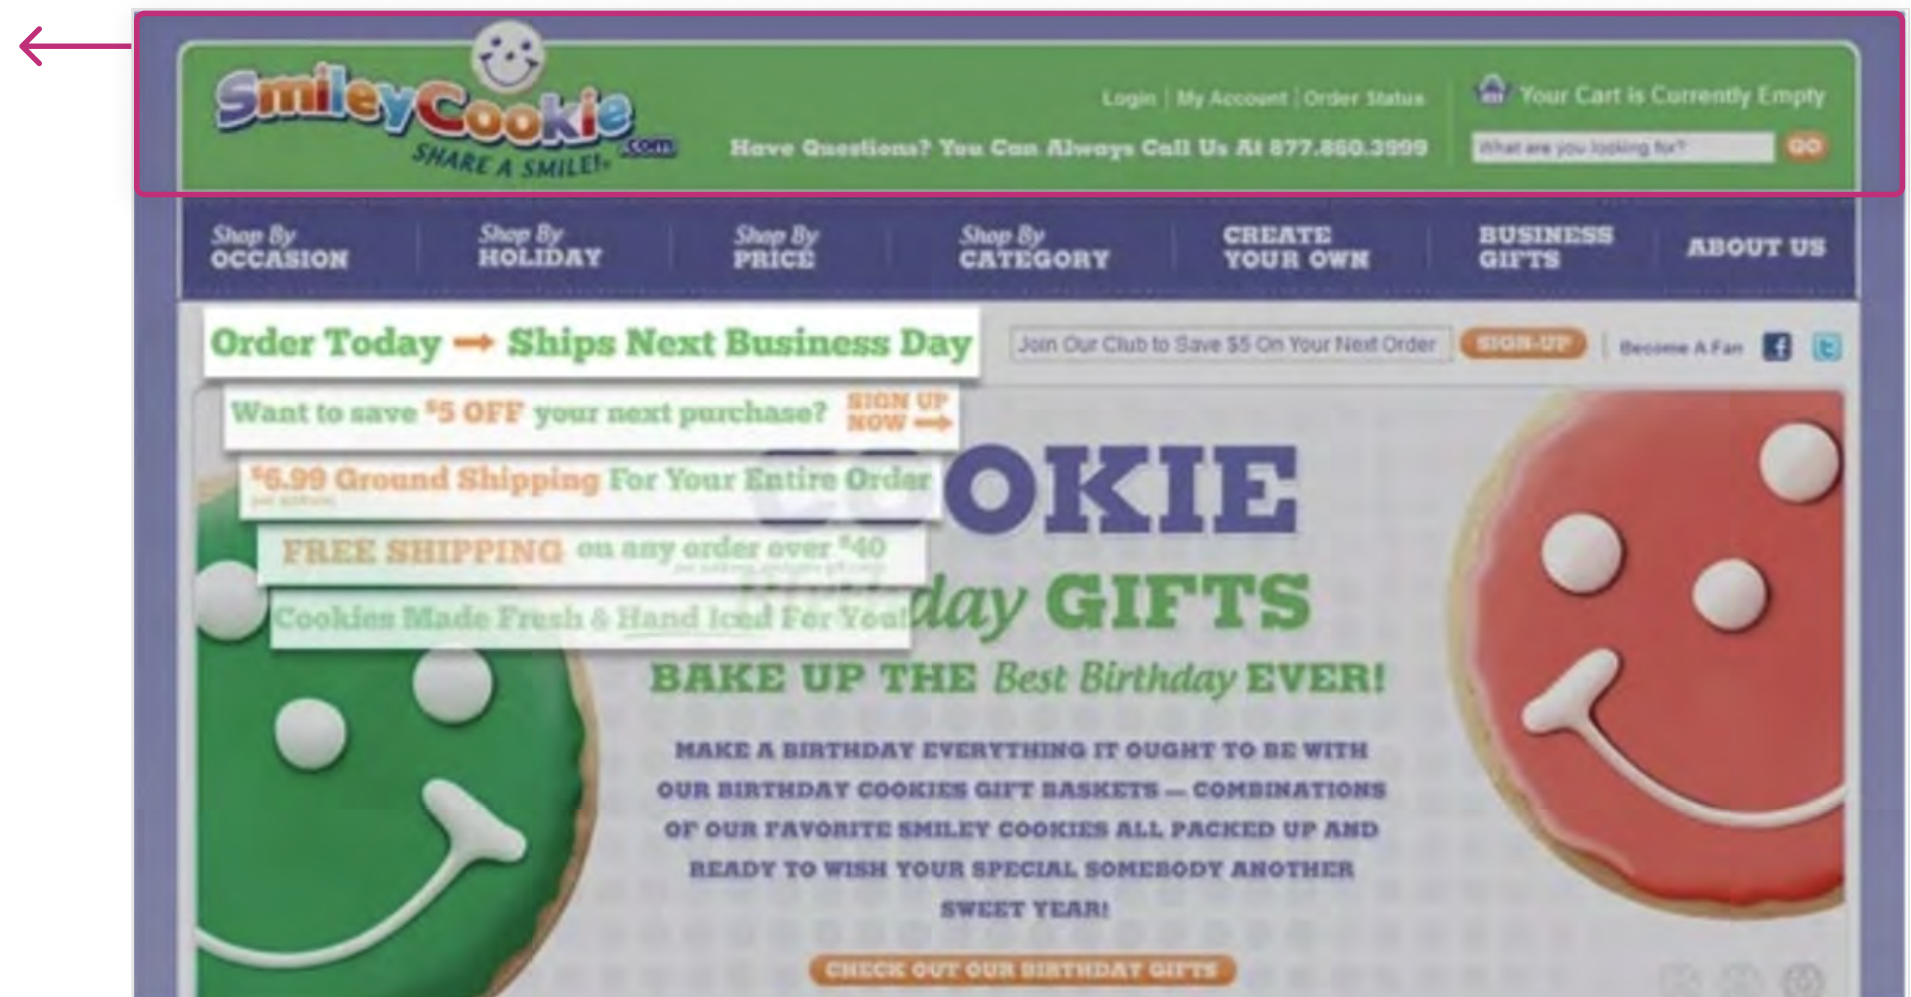 SmileyCookie.com
SHARE A SMILE!
Login | My Account | Order Status
Your Cart is Currently Empty
Have Questions? You Can Always Call Us At 877.860.3999
What are you looking for?
GO
Shop By
OCCASION
Shop By
HOLIDAY
Shop By
PRICE
Shop By
CATEGORY
CREATE
YOUR OWN
BUSINESS
GIFTS
ABOUT US
Order Today → Ships Next Business Day
Join Our Club to Save $5 On Your Next Order
SIGN-UP
Become A Fan
Want to save $5 OFF your next purchase?
SIGN UP
NOW →
$6.99 Ground Shipping For Your Entire Order
FREE SHIPPING on any order over $40
Cookies Made Fresh & Hand Iced For You!
COOKIE
day GIFTS
BAKE UP THE Best Birthday EVER!
MAKE A BIRTHDAY EVERYTHING IT OUGHT TO BE WITH
OUR BIRTHDAY COOKIES GIFT BASKETS — COMBINATIONS
OF OUR FAVORITE SMILEY COOKIES ALL PACKED UP AND
READY TO WISH YOUR SPECIAL SOMEBODY ANOTHER
SWEET YEAR!
CHECK OUT OUR BIRTHDAY GIFTS